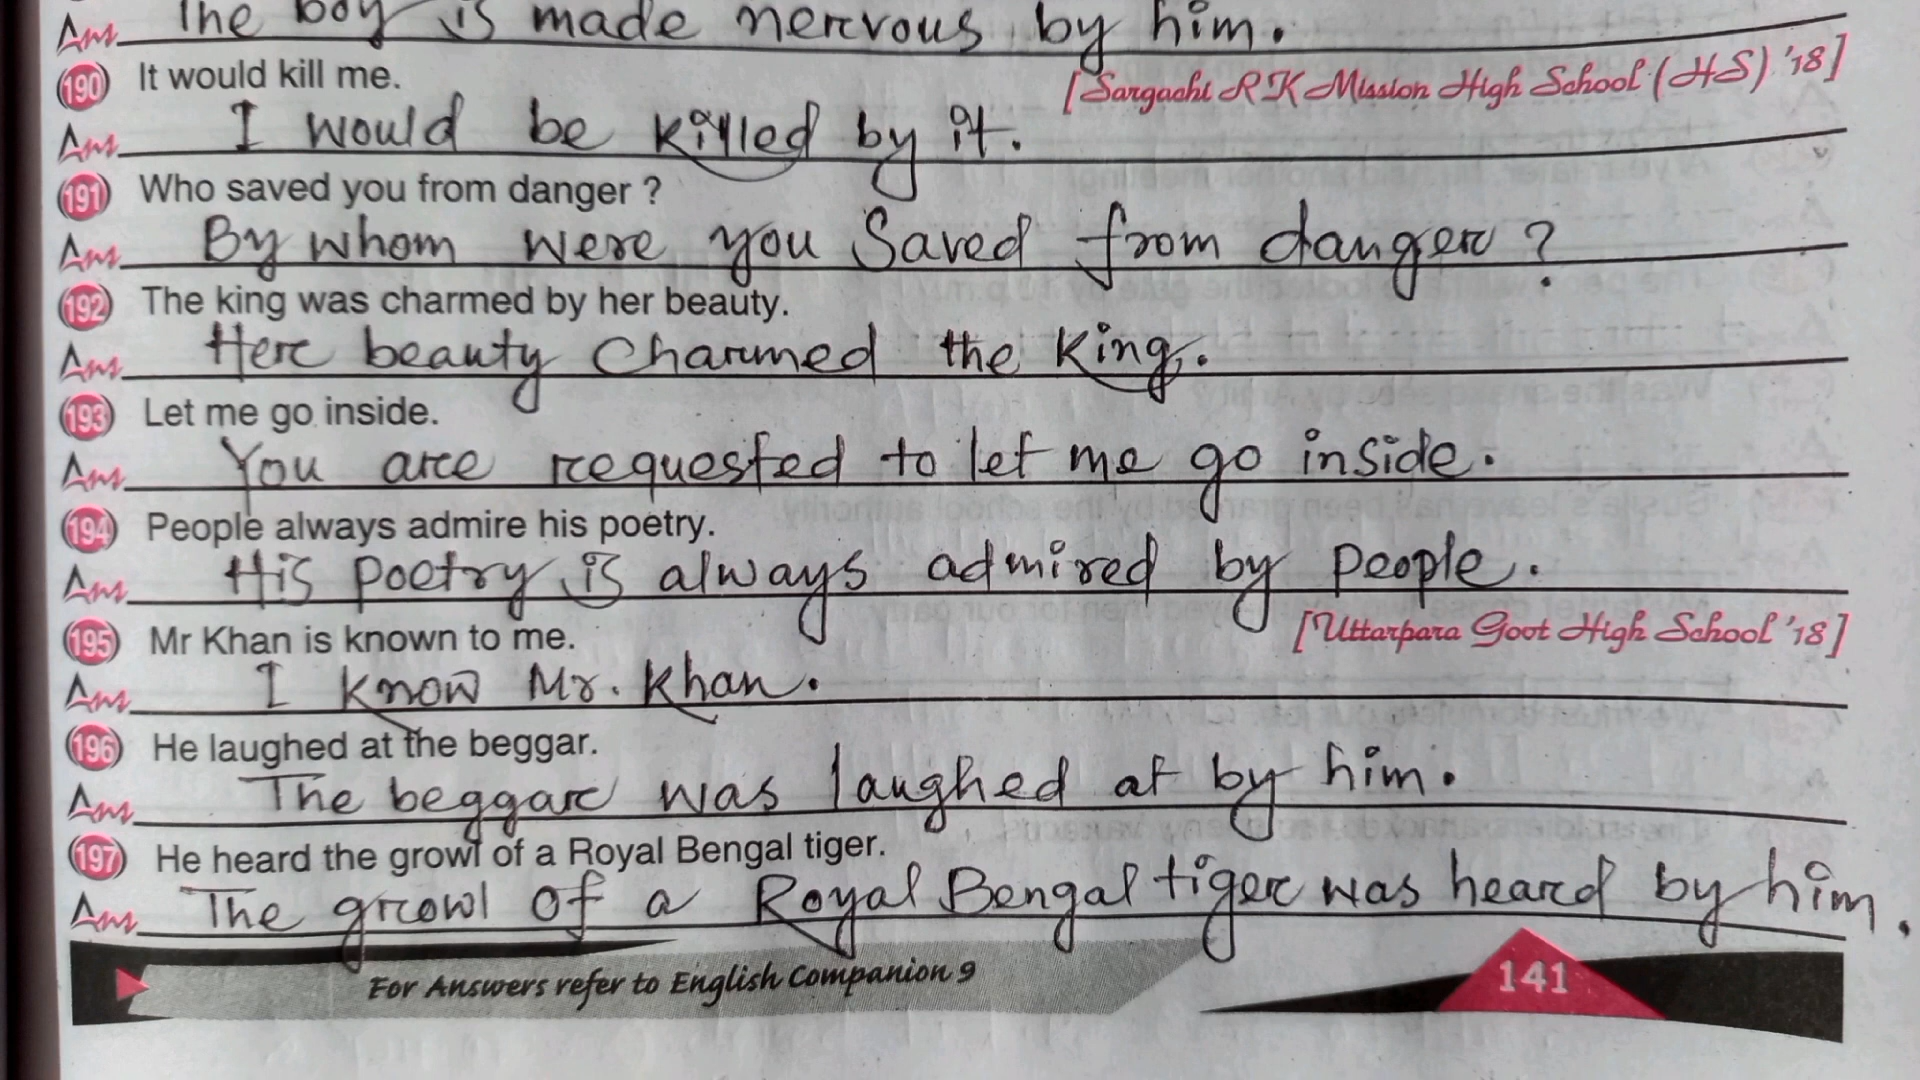 Ans The boy is made nervous by him.
190 It would kill me. [Sargachi RK Mission High School (HS) '18]
Ans I would be killed by it.
191 Who saved you from danger ?
Ans By whom were you saved from danger ?
192 The king was charmed by her beauty.
Ans Her beauty charmed the king.
193 Let me go inside.
Ans You are requested to let me go inside.
194 People always admire his poetry.
Ans His poetry is always admired by people.
195 Mr Khan is known to me. [Uttarpara Govt High School '18]
Ans I know Mr. Khan.
196 He laughed at the beggar.
Ans The beggar was laughed at by him.
197 He heard the growl of a Royal Bengal tiger.
Ans The growl of a Royal Bengal tiger was heard by him.
For Answers refer to English Companion 9
141